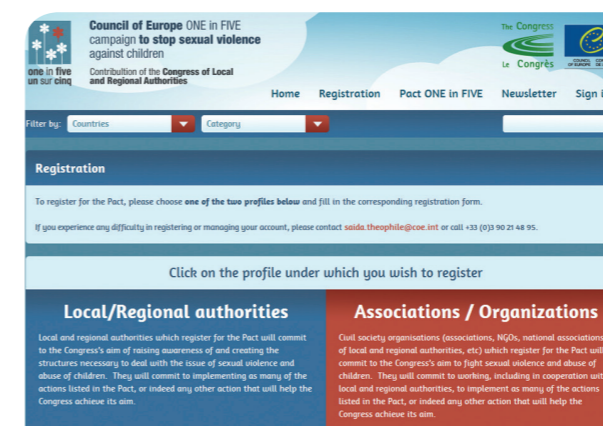 Council of Europe ONE in FIVE
campaign to stop sexual violence
against children
Contribultion of the Congress of Local
and Regional Authorities
one in five
un sur cinq
The Congress
Le Congrès
Home Registration Pact ONE in FIVE Newsletter Sign
Filter by: Countries Category
Registration
To register for the Pact, please choose one of the two profiles below and fill in the corresponding registration form.
If you experience any difficulty in registering or managing your account, please contact saida.theophile@coe.int or call +33 (0)3 90 21 48 95.
Click on the profile under which you wish to register
Local/Regional authorities
Local and regional authorities which register for the Pact will commit
to the Congress's aim of raising awareness of and creating the
structures necessary to deal with the issue of sexual violence and
abuse of children. They will commit to implementing as many of the
actions listed in the Pact, or indeed any other action that will help the
Congress achieve its aim.
Associations / Organizations
Civil society organisations (associations, NGOs, national associations
of local and regional authorities, etc) which register for the Pact will
commit to the Congress's aim to fight sexual violence and abuse of
children. They will commit to working, including in cooperation wit
local and regional authorities, to implement as many of the actions
listed in the Pact, or indeed any other action that will help the
Congress achieve its aim.